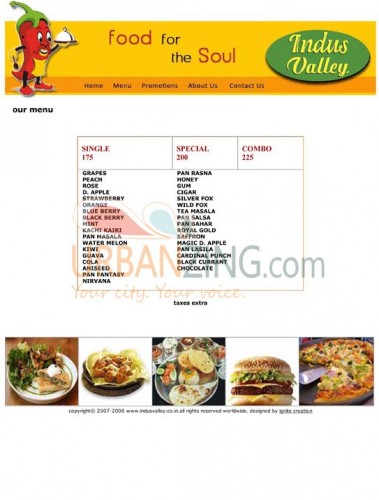 Food for
the Soul
Indus
Valley
Home Menu Promotions About Us Contact Us
our menu
SINGLE SPECIAL COMBO
175 200 225
GRAPES PAN RASNA
PEACH HONEY
ROSE GUM
D. APPLE CIGAR
STRAWBERRY SILVER FOX
ORANGE WILD FOX
BLUE BERRY TEA MASALA
BLACK BERRY PAN SALSA
MINT PAN BAHAR
KACHI KAIRI ROYAL GOLD
PAN MASALA SAFFRON
WATER MELON MAGIC D. APPLE
KIWI PAN LASILA
GUAVA CARDINAL PUNCH
COLA BLACK CURRANT
ANISEED CHOCOLATE
PAN FANTASY
NIRVANA
URBANZING.com
Your city. Your voice.
taxes extra
copyright© 2007-2008 www.indusvalley.co.in.all rights reserved worldwide, designed by ignite creation